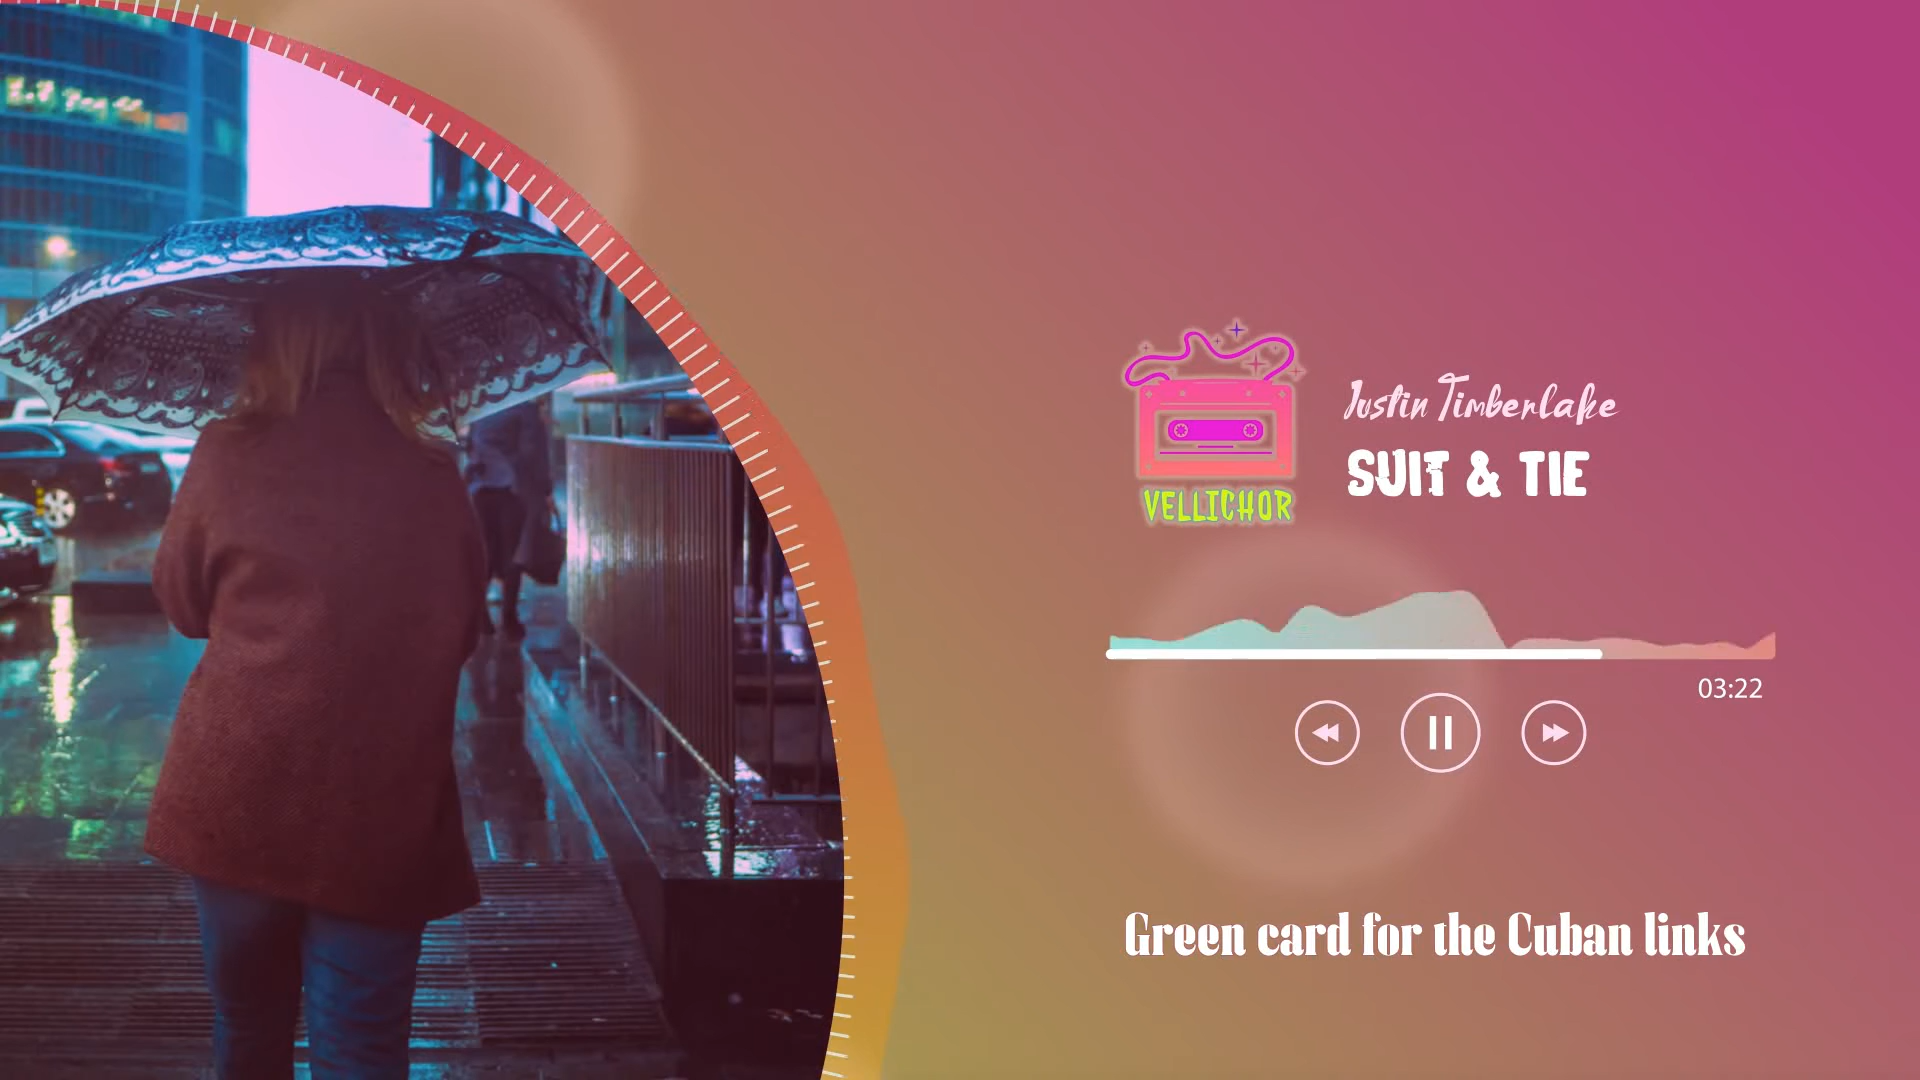 Justin Timberlake
SUIT & TIE
VELLICHOR
03:22
Green card for the Cuban links